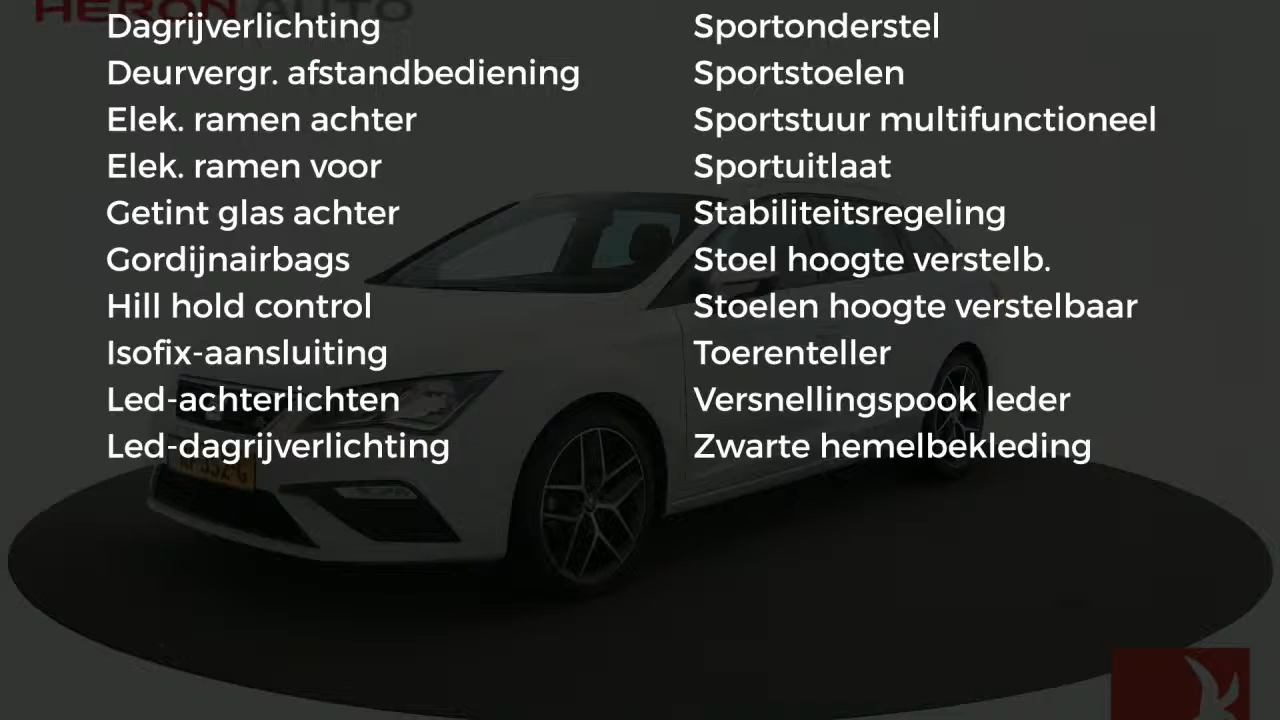 HERON AUTO
Dagrijverlichting
Deurvergr. afstandbediening
Elek. ramen achter
Elek. ramen voor
Getint glas achter
Gordijnairbags
Hill hold control
Isofix-aansluiting
Led-achterlichten
Led-dagrijverlichting
Sportonderstel
Sportstoelen
Sportstuur multifunctioneel
Sportuitlaat
Stabiliteitsregeling
Stoel hoogte verstelb.
Stoelen hoogte verstelbaar
Toerenteller
Versnellingspook leder
Zwarte hemelbekleding